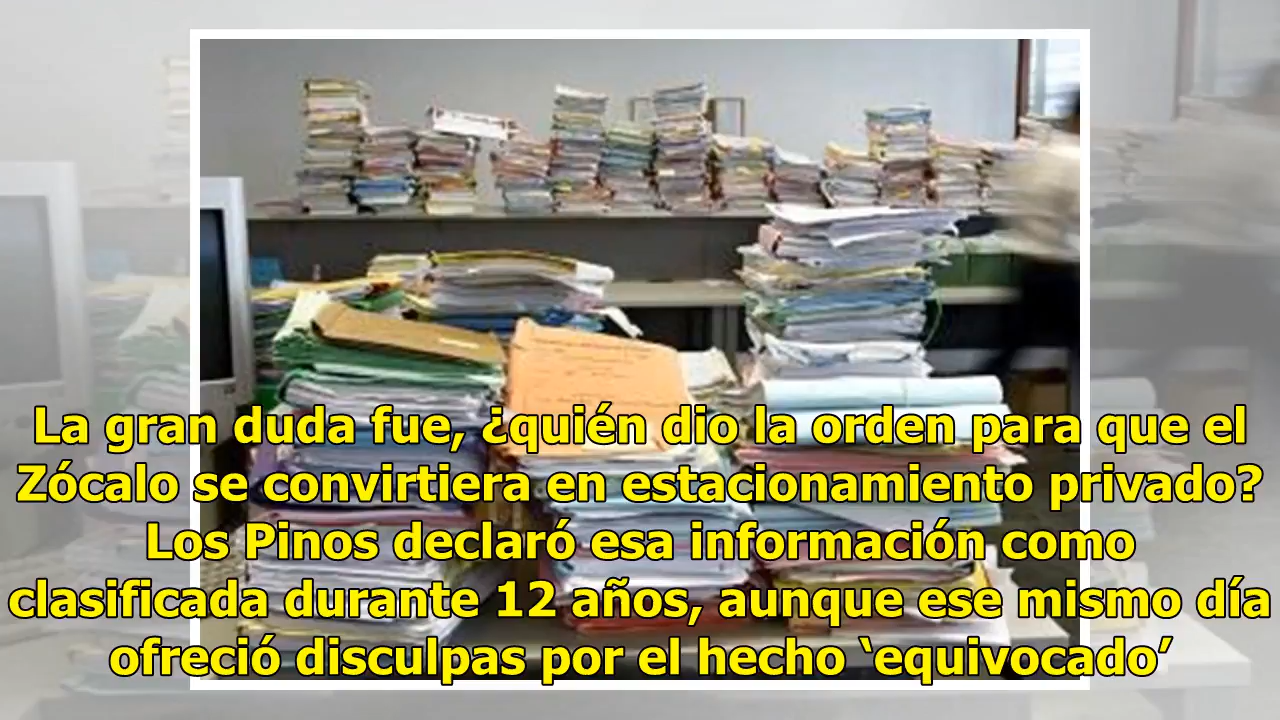 La gran duda fue, ¿quién dio la orden para que el
Zócalo se convirtiera en estacionamiento privado?
Los Pinos declaró esa información como
clasificada durante 12 años, aunque ese mismo día
ofreció disculpas por el hecho ‘equivocado’